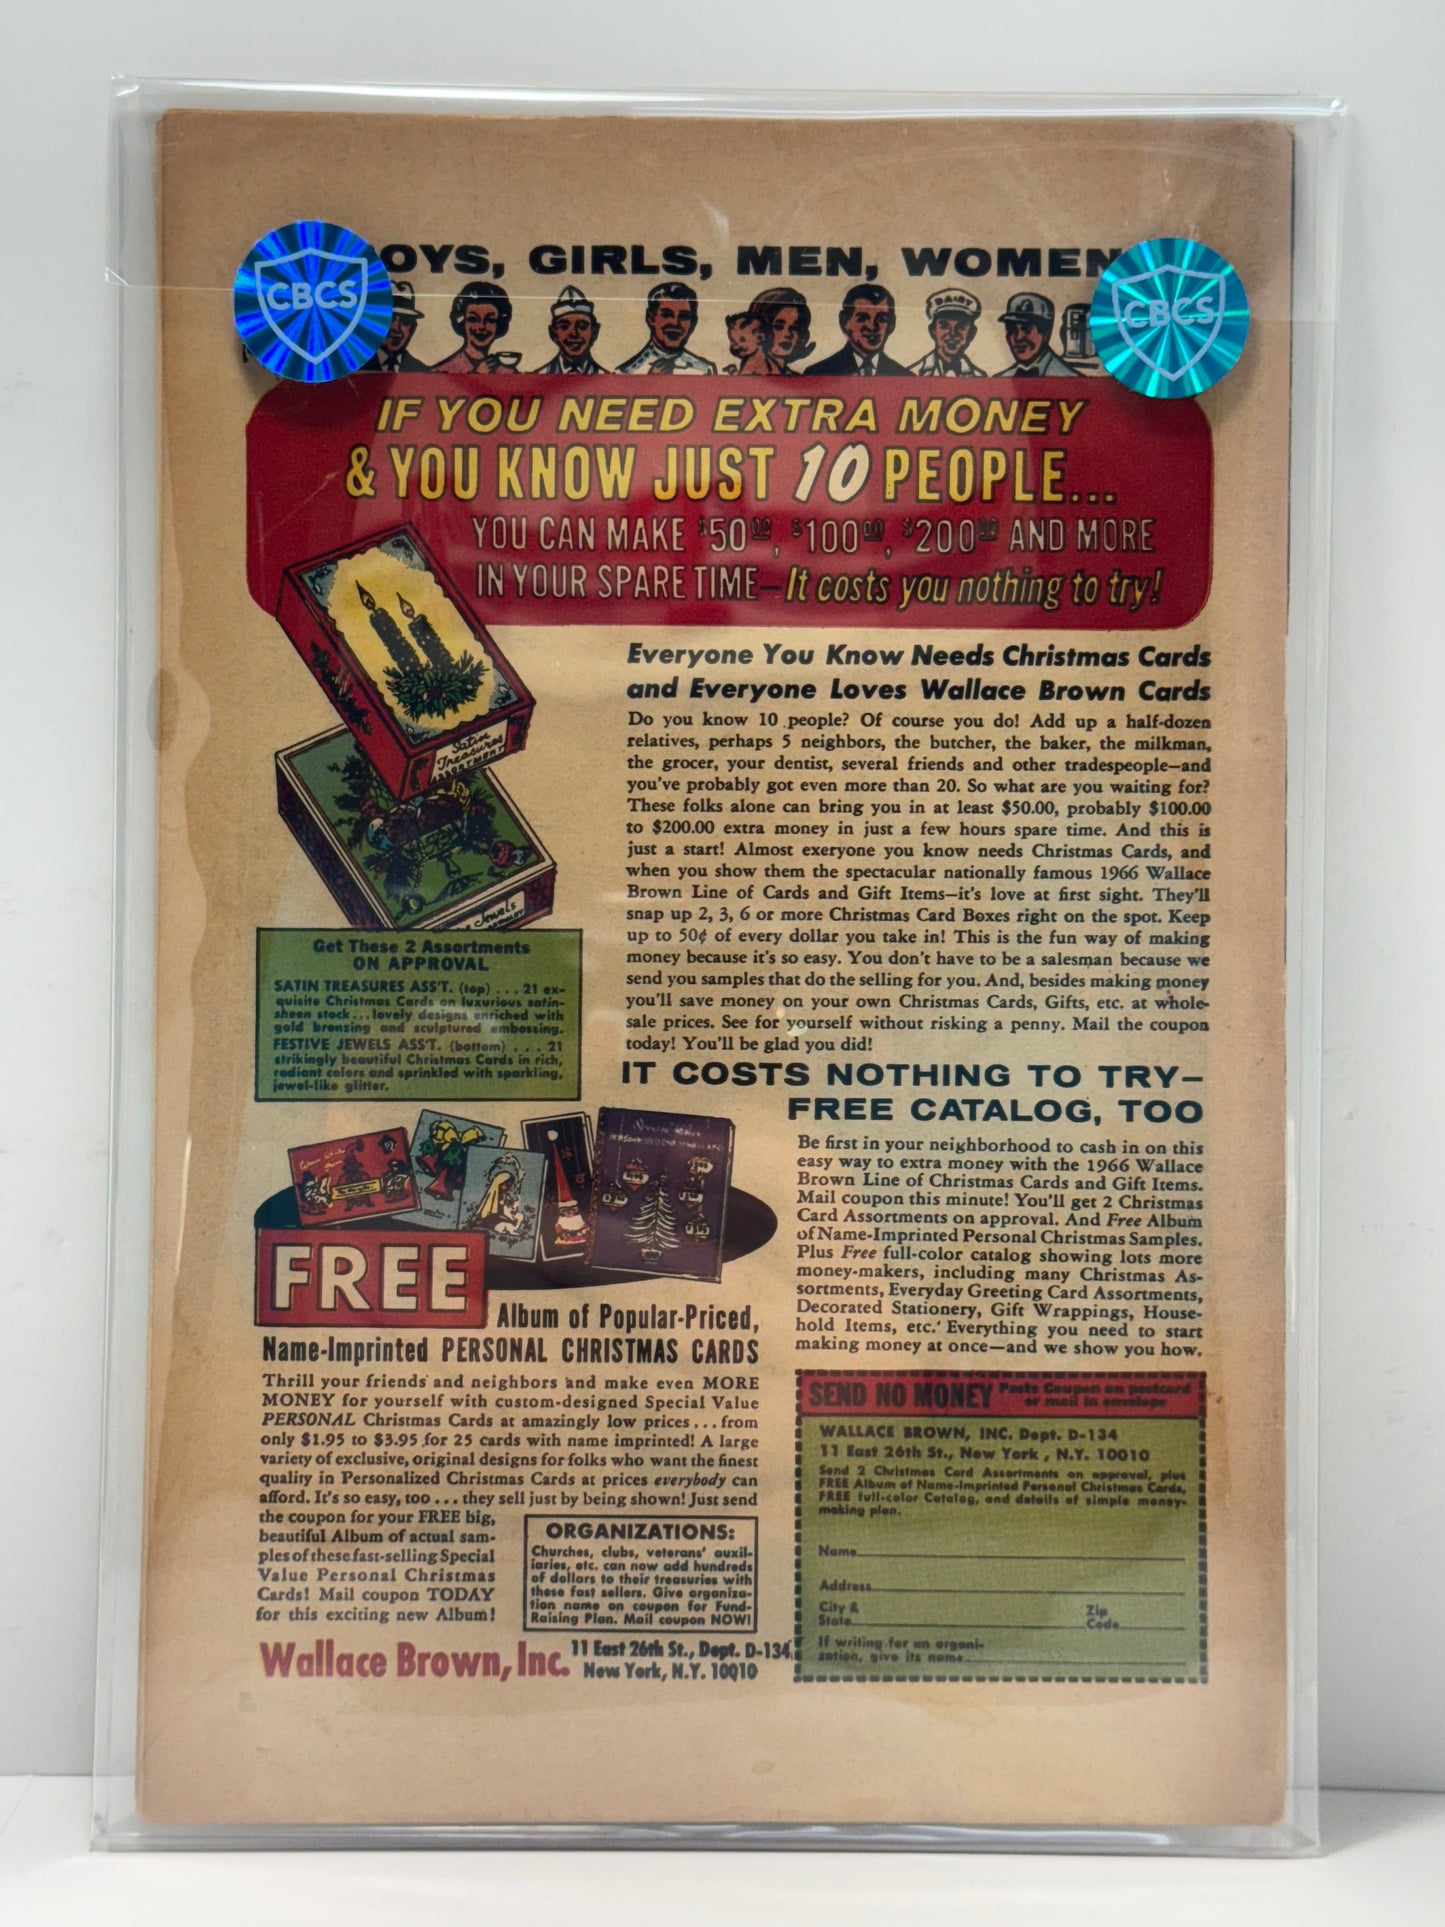 CBCS
OYS, GIRLS, MEN, WOMEN
CBCS
DAIRY
IF YOU NEED EXTRA MONEY
& YOU KNOW JUST 10 PEOPLE...
YOU CAN MAKE $50.00, $100.00, $200.00 AND MORE
IN YOUR SPARE TIME—It costs you nothing to try!
Satin
Treasures
ASSORTMENT
Jewels
Everyone You Know Needs Christmas Cards
and Everyone Loves Wallace Brown Cards
Do you know 10 people? Of course you do! Add up a half-dozen
relatives, perhaps 5 neighbors, the butcher, the baker, the milkman,
the grocer, your dentist, several friends and other tradespeople—and
you've probably got even more than 20. So what are you waiting for?
These folks alone can bring you in at least $50.00, probably $100.00
to $200.00 extra money in just a few hours spare time. And this is
just a start! Almost exeryone you know needs Christmas Cards, and
when you show them the spectacular nationally famous 1966 Wallace
Brown Line of Cards and Gift Items—it's love at first sight. They'll
snap up 2, 3, 6 or more Christmas Card Boxes right on the spot. Keep
up to 50¢ of every dollar you take in! This is the fun way of making
money because it's so easy. You don't have to be a salesman because we
send you samples that do the selling for you. And, besides making money
you'll save money on your own Christmas Cards, Gifts, etc. at whole-
sale prices. See for yourself without risking a penny. Mail the coupon
today! You'll be glad you did!
Get These 2 Assortments
ON APPROVAL
SATIN TREASURES ASS'T. (top) . . . 21 ex-
quisite Christmas Cards on luxurious satin-
sheen stock...lovely designs enriched with
gold bronzing and sculptured embossing.
FESTIVE JEWELS ASS'T. (bottom) . . . 21
strikingly beautiful Christmas Cards in rich,
radiant colors and sprinkled with sparkling,
jewel-like glitter.
IT COSTS NOTHING TO TRY—
FREE CATALOG, TOO
Be first in your neighborhood to cash in on this
easy way to extra money with the 1966 Wallace
Brown Line of Christmas Cards and Gift Items.
Mail coupon this minute! You'll get 2 Christmas
Card Assortments on approval. And Free Album
of Name-Imprinted Personal Christmas Samples.
Plus Free full-color catalog showing lots more
money-makers, including many Christmas As-
sortments, Everyday Greeting Card Assortments,
Decorated Stationery, Gift Wrappings, House-
hold Items, etc. Everything you need to start
making money at once—and we show you how.
FREE
Album of Popular-Priced,
Name-Imprinted PERSONAL CHRISTMAS CARDS
Thrill your friends and neighbors and make even MORE
MONEY for yourself with custom-designed Special Value
PERSONAL Christmas Cards at amazingly low prices...from
only $1.95 to $3.95 for 25 cards with name imprinted! A large
variety of exclusive, original designs for folks who want the finest
quality in Personalized Christmas Cards at prices everybody can
afford. It's so easy, too . . . they sell just by being shown! Just send
the coupon for your FREE big,
beautiful Album of actual sam-
ples of these fast-selling Special
Value Personal Christmas
Cards! Mail coupon TODAY
for this exciting new Album!
ORGANIZATIONS:
Churches, clubs, veterans' auxil-
iaries, etc. can now add hundreds
of dollars to their treasuries with
these fast sellers. Give organiza-
tion name on coupon for Fund-
Raising Plan. Mail coupon NOW!
Wallace Brown, Inc. 11 East 26th St., Dept. D-134,
New York, N.Y. 10010
SEND NO MONEY Paste Coupon on postcard
or mail in envelope
WALLACE BROWN, INC. Dept. D-134
11 East 26th St., New York, N.Y. 10010
Send 2 Christmas Card Assortments on approval, plus
FREE Album of Name-Imprinted Personal Christmas Cards,
FREE full-color Catalog, and details of simple money-
making plan.
Name
Address
City & State Zip Code
If writing for an organi-
zation, give its name